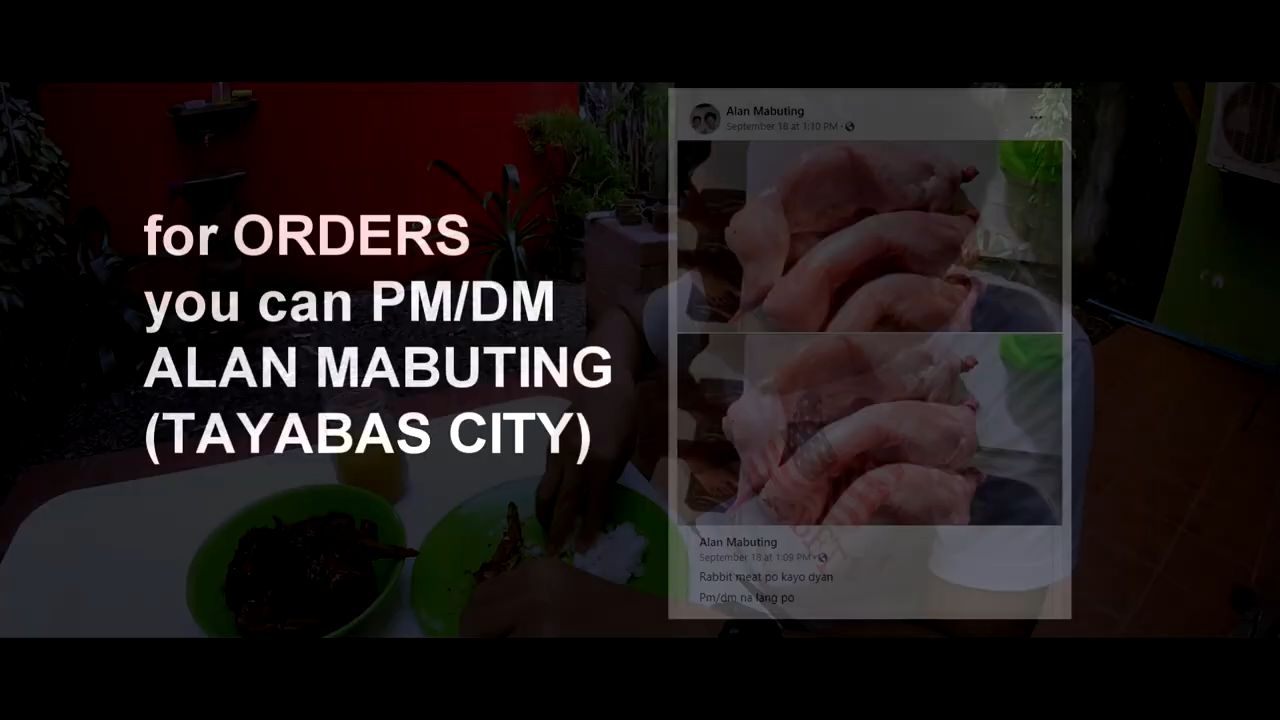 for ORDERS
you can PM/DM
ALAN MABUTING
(TAYABAS CITY)
Alan Mabuting
September 18 at 1:10 PM ·
Alan Mabuting
September 18 at 1:09 PM ·
Rabbit meat po kayo dyan
Pm/dm na lang po